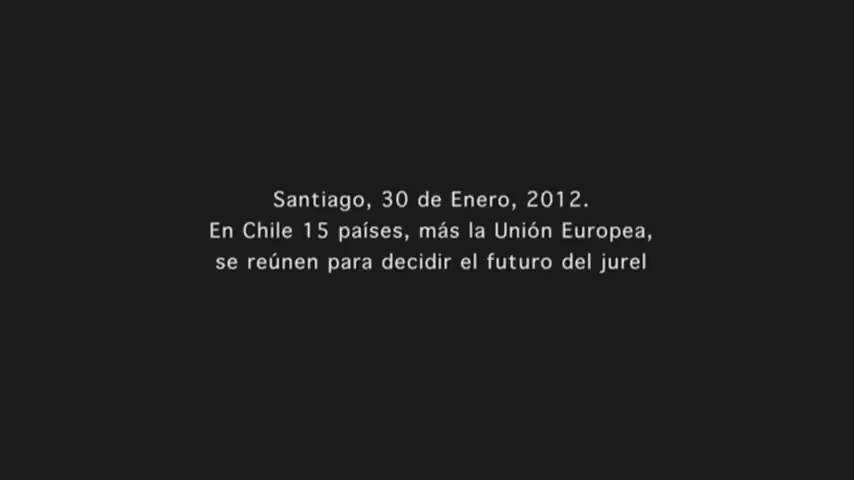 Santiago, 30 de Enero, 2012.
En Chile 15 países, más la Unión Europea,
se reúnen para decidir el futuro del jurel